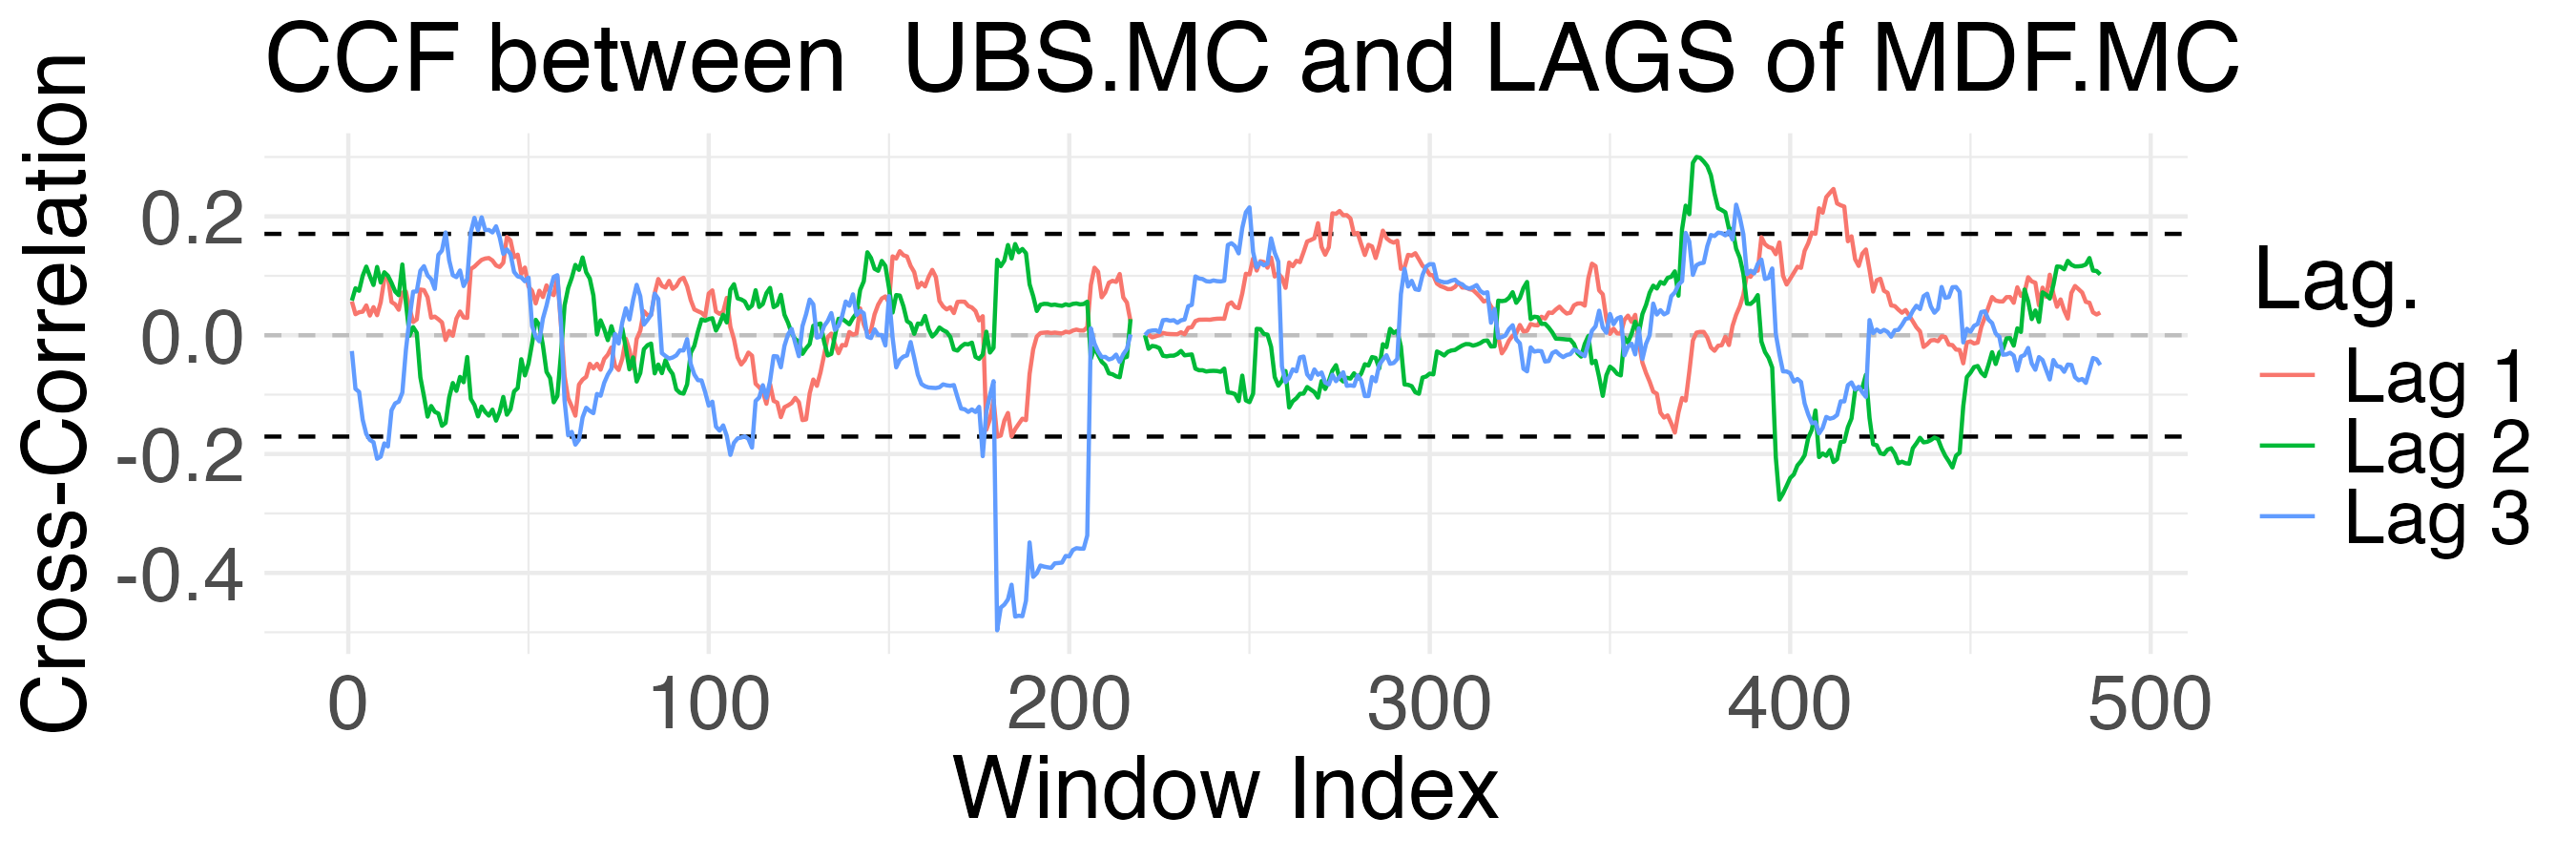 CCF between  UBS.MC and LAGS of MDF.MC
Cross-Correlation
0.2
0.0
-0.2
-0.4
0 100 200 300 400 500
Window Index
Lag.
Lag 1
Lag 2
Lag 3